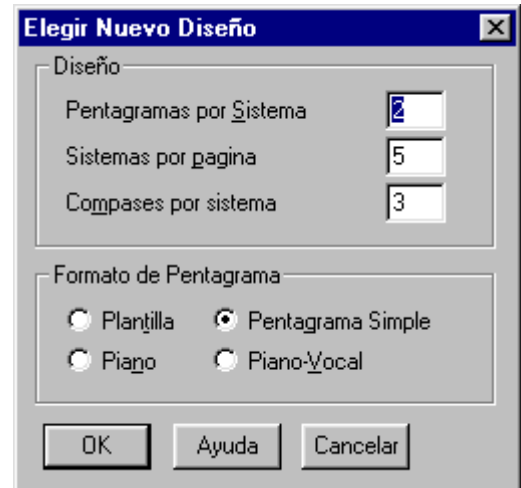 Elegir Nuevo Diseño
Diseño
Pentagramas por Sistema 2
Sistemas por pagina 5
Compases por sistema 3
Formato de Pentagrama
Plantilla Pentagrama Simple
Piano Piano-Vocal
OK Ayuda Cancelar